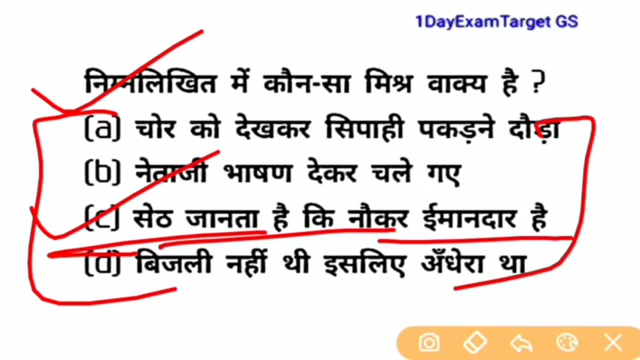 1DayExamTarget GS
निम्नलिखित में कौन-सा मिश्र वाक्य है ?
(a) चोर को देखकर सिपाही पकड़ने दौड़ा
(b) नेताजी भाषण देकर चले गए
(c) सेठ जानता है कि नौकर ईमानदार है
(d) बिजली नहीं थी इसलिए अँधेरा था